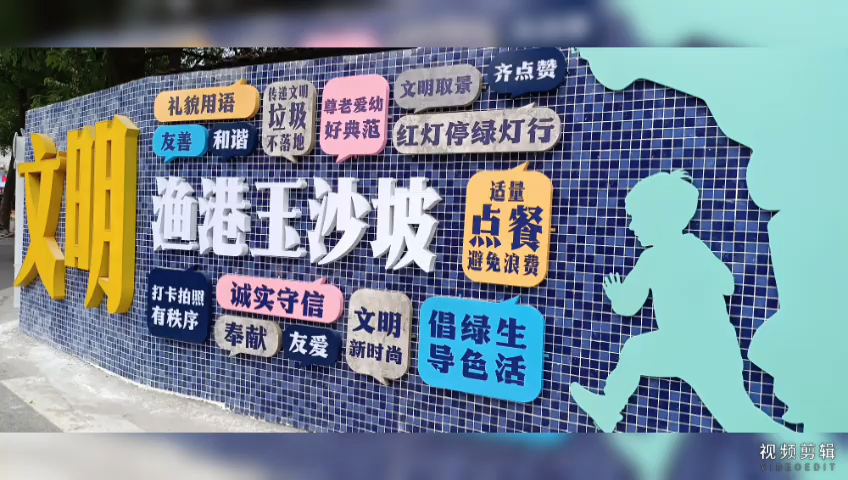 礼貌用语
传递文明
垃圾
不落地
尊老爱幼
好典范
文明取景
齐点赞
友善
和谐
红灯停绿灯行
文明
渔港玉沙坡
适量
点餐
避免浪费
打卡拍照
有秩序
诚实守信
奉献
友爱
文明
新时尚
倡绿生
导色活
视频剪辑
VIDEOEDIT